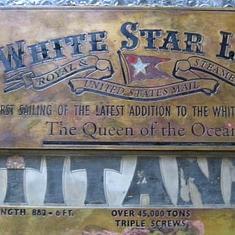 WHITE STAR L
ROYAL & STEAME
UNITED STATES MAIL
RST SAILING OF THE LATEST ADDITION TO THE WHIT
The Queen of the Ocean
TITANI
NGTH 882-6 FT. OVER 45,000 TONS
TRIPLE SCREWS